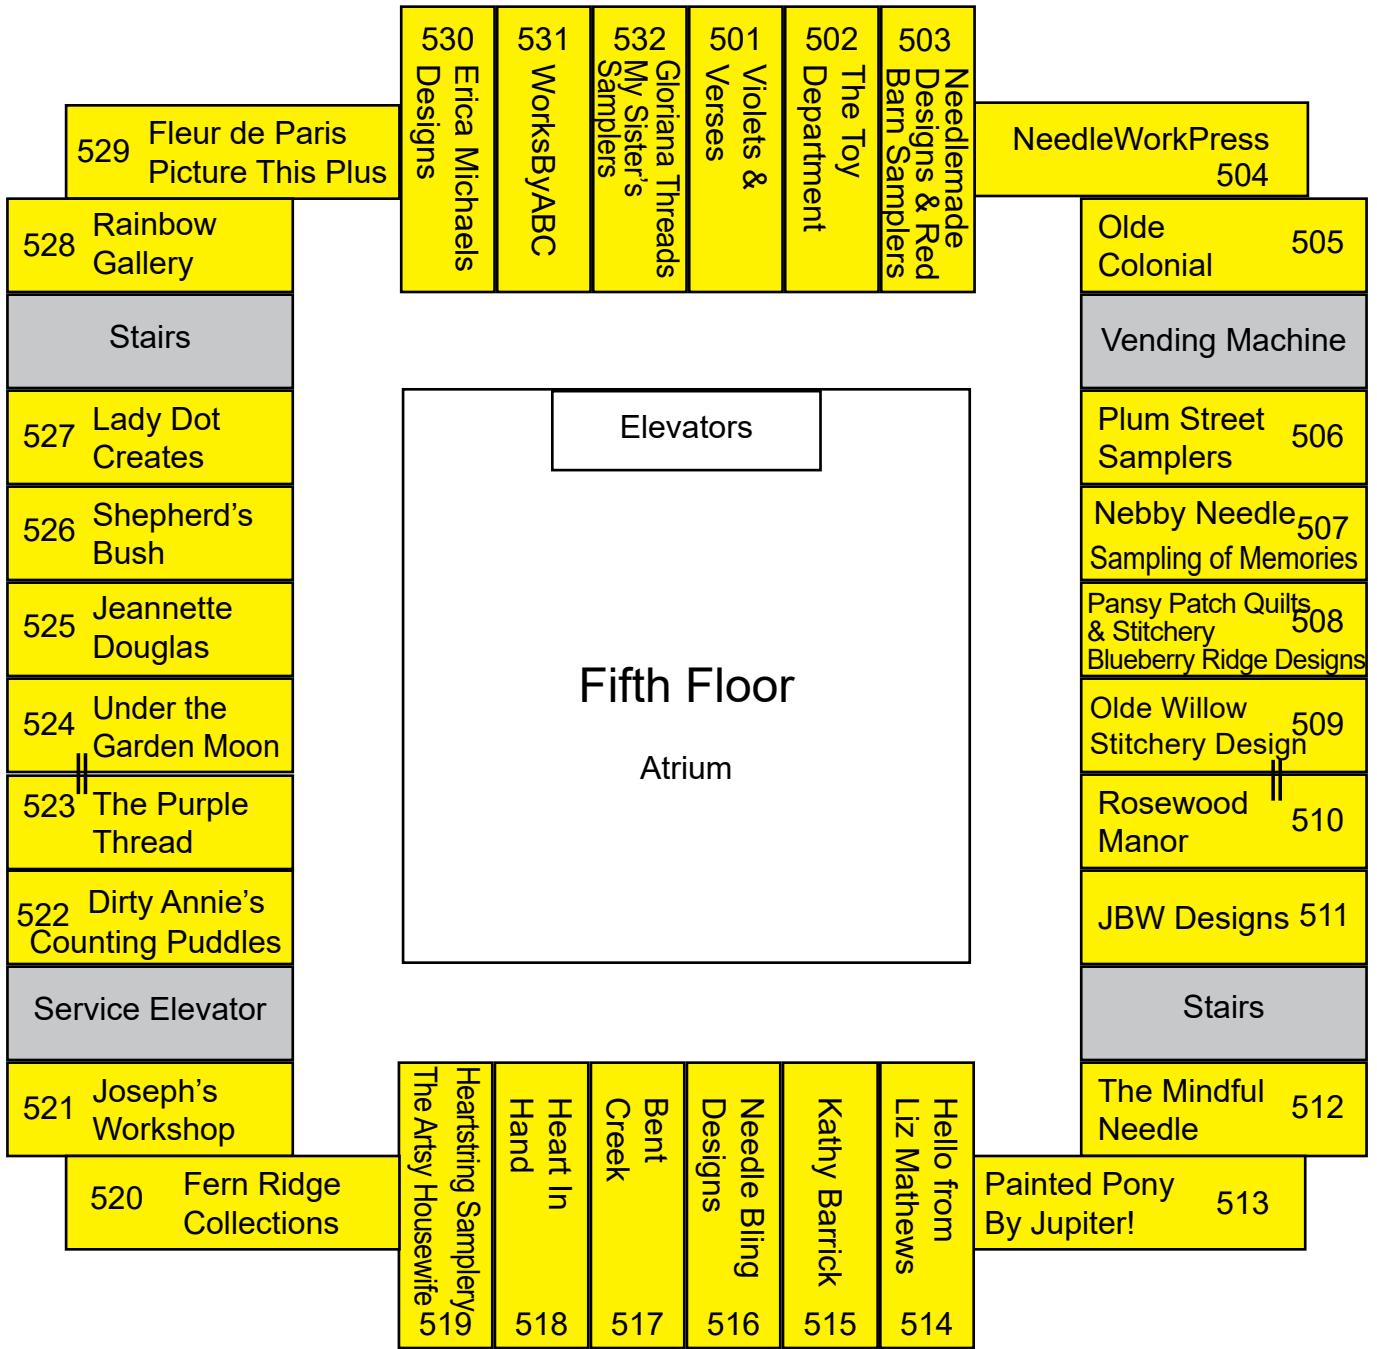 530
Erica Michaels
Designs
531
WorksByABC
532
Gloriana Threads
My Sister's
Samplers
501
Violets &
Verses
502
The Toy
Department
503
Needlemade
Designs & Red
Barn Samplers
529
Fleur de Paris
Picture This Plus
NeedleWorkPress
504
528
Rainbow
Gallery
Olde
Colonial
505
Stairs
Vending Machine
527
Lady Dot
Creates
Elevators
Plum Street
Samplers
506
526
Shepherd's
Bush
Nebby Needle
507
Sampling of Memories
525
Jeannette
Douglas
Pansy Patch Quilts
& Stitchery
508
Blueberry Ridge Designs
524
Under the
Garden Moon
Fifth Floor
Atrium
Olde Willow
Stitchery Design
509
523
The Purple
Thread
Rosewood
Manor
510
522
Dirty Annie's
Counting Puddles
JBW Designs 511
Service Elevator
Stairs
521
Joseph's
Workshop
The Mindful
Needle
512
520
Fern Ridge
Collections
Heartstring Samplery
The Artsy Housewife
519
Heart In
Hand
518
Bent
Creek
517
Needle Bling
Designs
516
Kathy Barrick
515
Hello from
Liz Mathews
514
Painted Pony
By Jupiter!
513